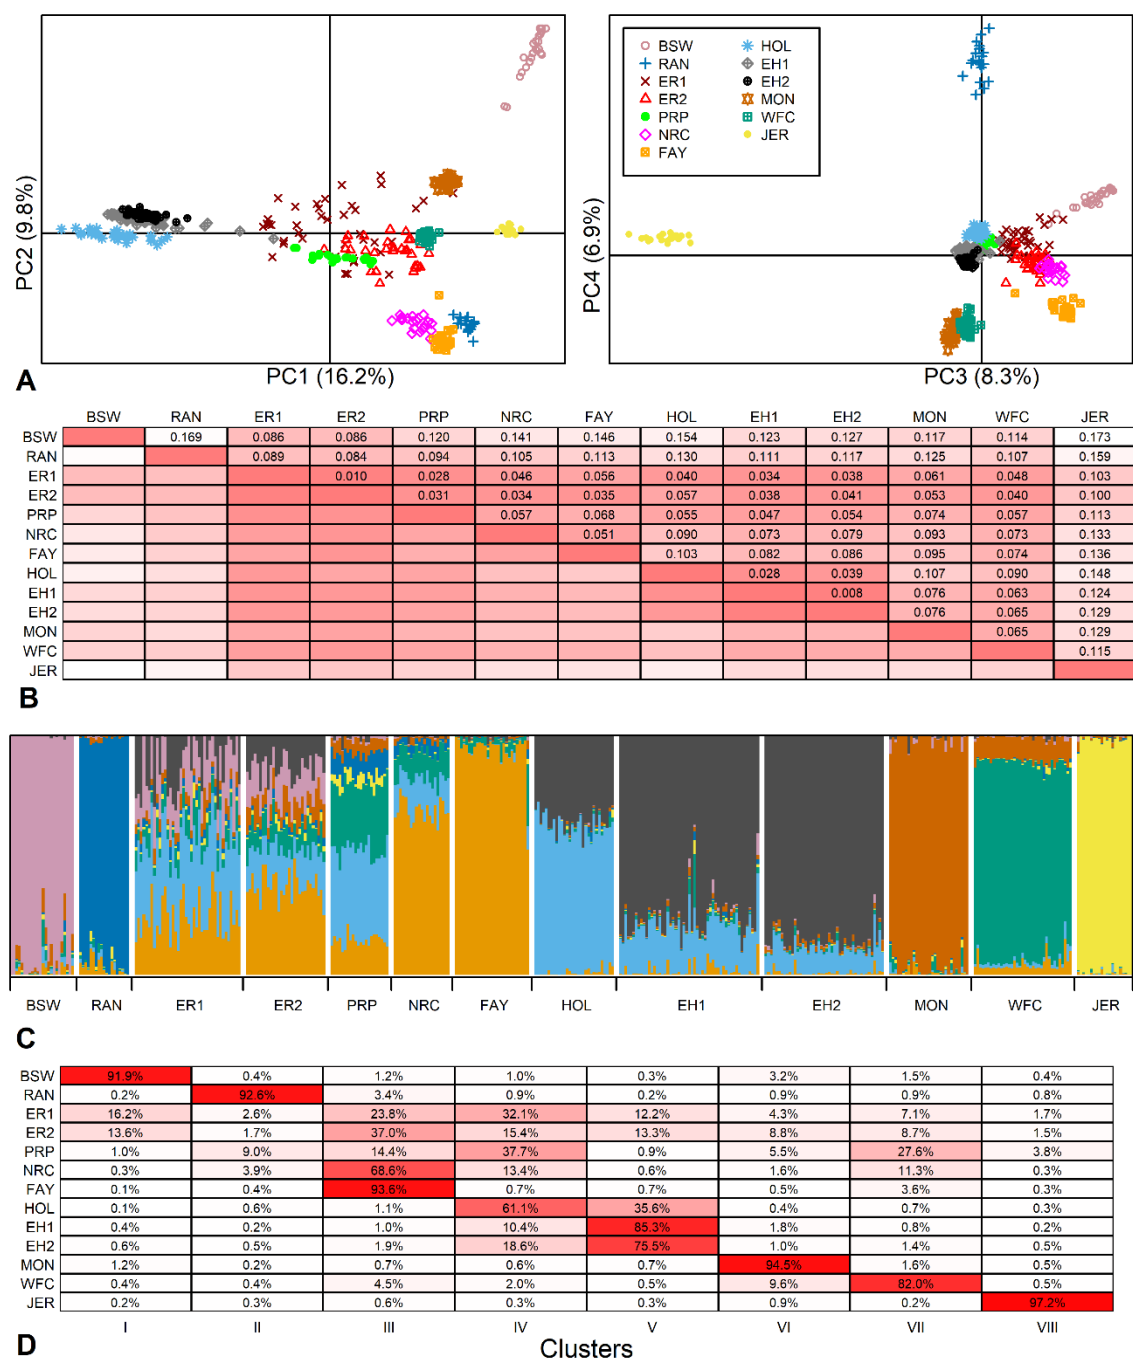 BSW HOL
RAN EH1
ER1 EH2
ER2 MON
PRP WFC
NRC JER
FAY
PC2 (9.8%)
PC4 (6.9%)
PC1 (16.2%)
PC3 (8.3%)
A
BSW RAN ER1 ER2 PRP NRC FAY HOL EH1 EH2 MON WFC JER
BSW 0.169 0.086 0.086 0.120 0.141 0.146 0.154 0.123 0.127 0.117 0.114 0.173
RAN 0.089 0.084 0.094 0.105 0.113 0.130 0.111 0.117 0.125 0.107 0.159
ER1 0.010 0.028 0.046 0.056 0.040 0.034 0.038 0.061 0.048 0.103
ER2 0.031 0.034 0.035 0.057 0.038 0.041 0.053 0.040 0.100
PRP 0.057 0.068 0.055 0.047 0.054 0.074 0.057 0.113
NRC 0.051 0.090 0.073 0.079 0.093 0.073 0.133
FAY 0.103 0.082 0.086 0.095 0.074 0.136
HOL 0.028 0.039 0.107 0.090 0.148
EH1 0.008 0.076 0.063 0.124
EH2 0.076 0.065 0.129
MON 0.065 0.129
WFC 0.115
JER
B
BSW RAN ER1 ER2 PRP NRC FAY HOL EH1 EH2 MON WFC JER
C
BSW 91.9% 0.4% 1.2% 1.0% 0.3% 3.2% 1.5% 0.4%
RAN 0.2% 92.6% 3.4% 0.9% 0.2% 0.9% 0.9% 0.8%
ER1 16.2% 2.6% 23.8% 32.1% 12.2% 4.3% 7.1% 1.7%
ER2 13.6% 1.7% 37.0% 15.4% 13.3% 8.8% 8.7% 1.5%
PRP 1.0% 9.0% 14.4% 37.7% 0.9% 5.5% 27.6% 3.8%
NRC 0.3% 3.9% 68.6% 13.4% 0.6% 1.6% 11.3% 0.3%
FAY 0.1% 0.4% 93.6% 0.7% 0.7% 0.5% 3.6% 0.3%
HOL 0.1% 0.6% 1.1% 61.1% 35.6% 0.4% 0.7% 0.3%
EH1 0.4% 0.2% 1.0% 10.4% 85.3% 1.8% 0.8% 0.2%
EH2 0.6% 0.5% 1.9% 18.6% 75.5% 1.0% 1.4% 0.5%
MON 1.2% 0.2% 0.7% 0.6% 0.7% 94.5% 1.6% 0.5%
WFC 0.4% 0.4% 4.5% 2.0% 0.5% 9.6% 82.0% 0.5%
JER 0.2% 0.3% 0.6% 0.3% 0.3% 0.9% 0.2% 97.2%
I II III IV V VI VII VIII
D
Clusters